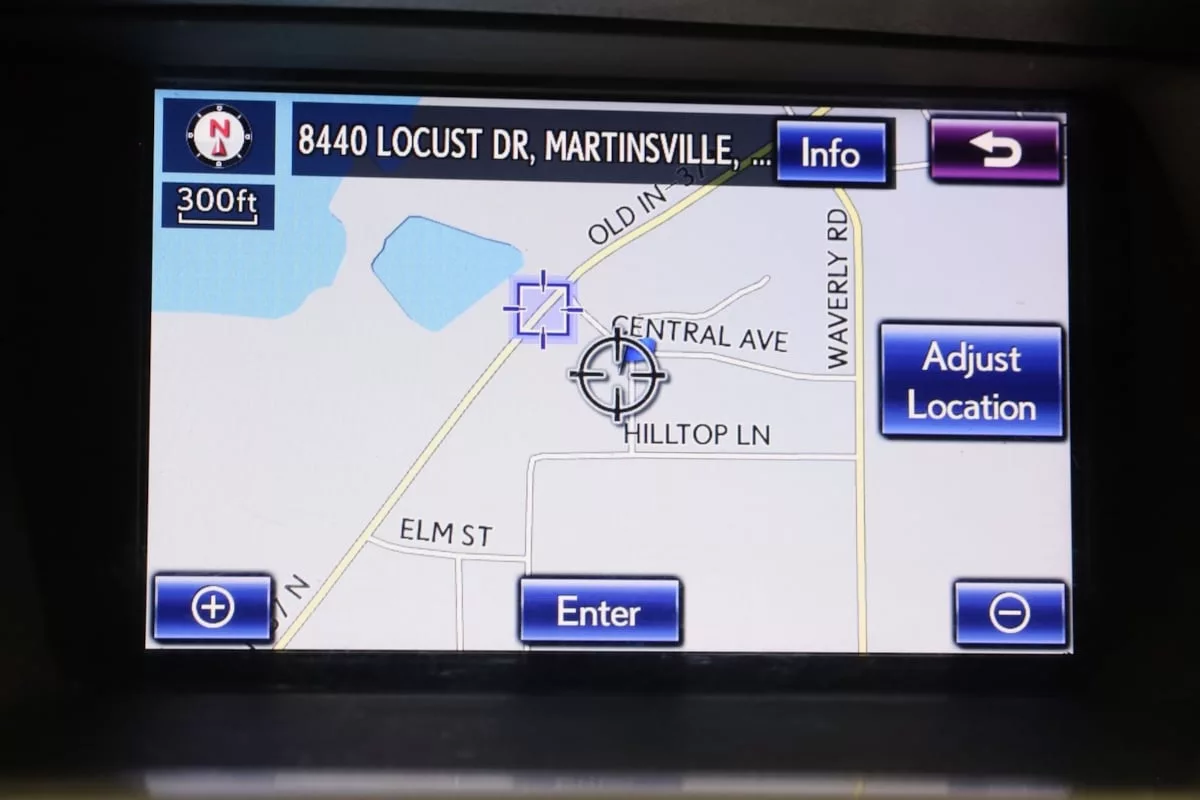 N
8440 LOCUST DR, MARTINSVILLE, ...
Info
300ft
OLD IN-37
WAVERLY RD
CENTRAL AVE
Adjust
Location
HILLTOP LN
ELM ST
37 N
Enter